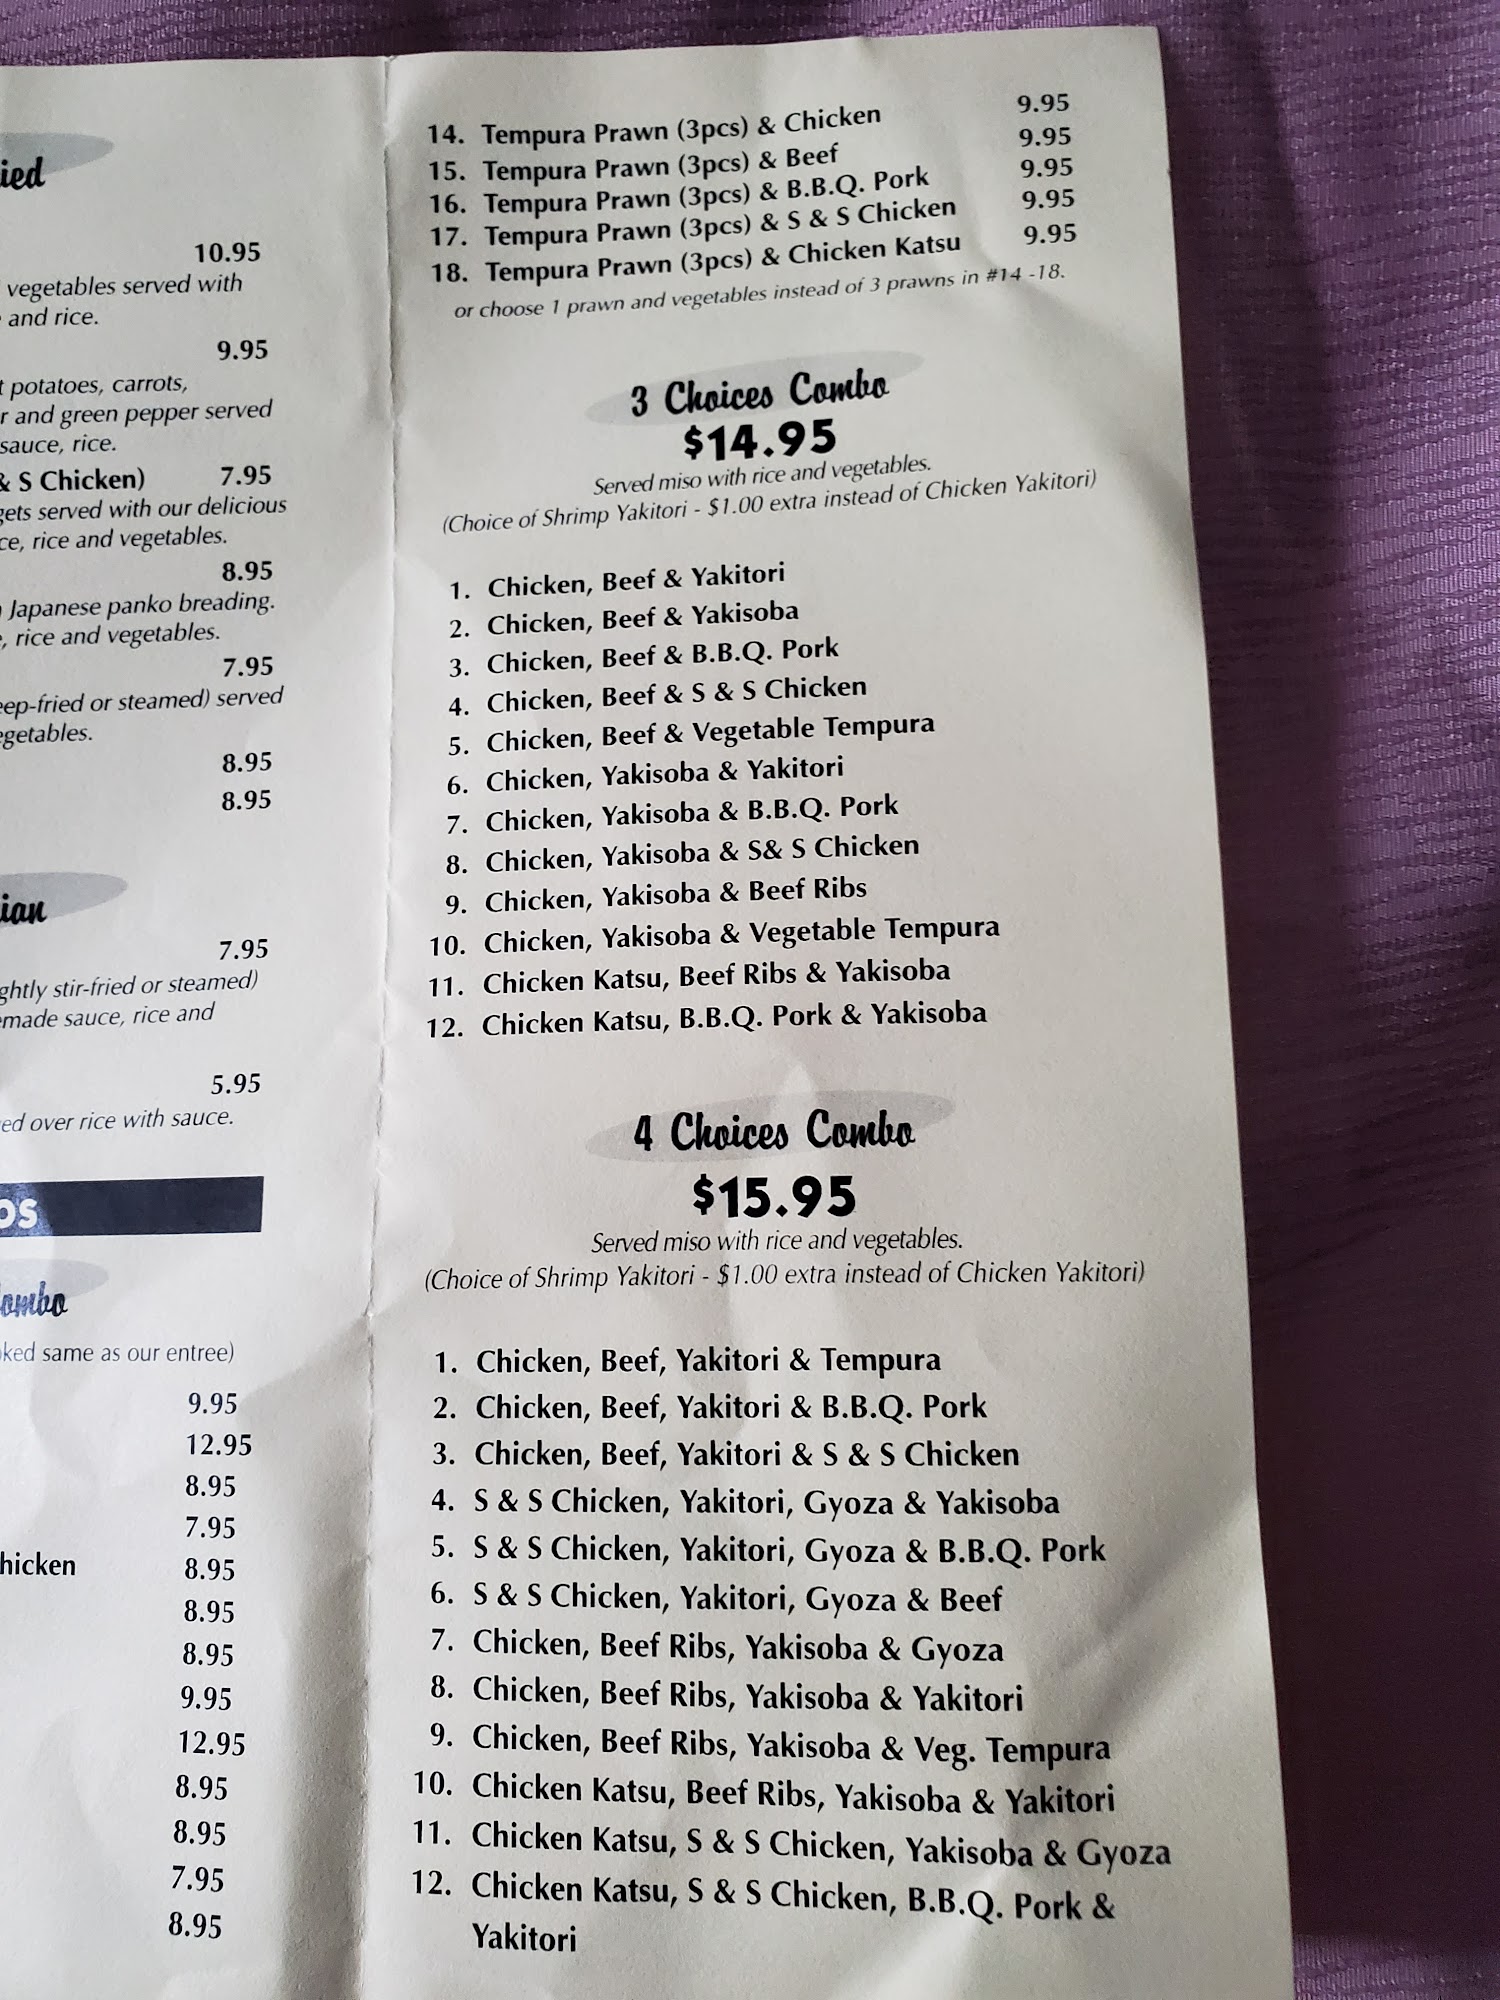 ied
10.95
vegetables served with
and rice.
9.95
potatoes, carrots,
r and green pepper served
sauce, rice.
& S Chicken) 7.95
gets served with our delicious
ce, rice and vegetables.
8.95
Japanese panko breading.
, rice and vegetables.
7.95
eep-fried or steamed) served
egetables.
8.95
8.95
ian
7.95
ghtly stir-fried or steamed)
emade sauce, rice and
5.95
ed over rice with sauce.
OS
ombo
ked same as our entree)
9.95
12.95
8.95
7.95
hicken 8.95
8.95
8.95
9.95
12.95
8.95
8.95
7.95
8.95
14. Tempura Prawn (3pcs) & Chicken 9.95
15. Tempura Prawn (3pcs) & Beef 9.95
16. Tempura Prawn (3pcs) & B.B.Q. Pork 9.95
17. Tempura Prawn (3pcs) & S & S Chicken 9.95
18. Tempura Prawn (3pcs) & Chicken Katsu 9.95
or choose 1 prawn and vegetables instead of 3 prawns in #14 -18.
3 Choices Combo
$14.95
Served miso with rice and vegetables.
(Choice of Shrimp Yakitori - $1.00 extra instead of Chicken Yakitori)
1. Chicken, Beef & Yakitori
2. Chicken, Beef & Yakisoba
3. Chicken, Beef & B.B.Q. Pork
4. Chicken, Beef & S & S Chicken
5. Chicken, Beef & Vegetable Tempura
6. Chicken, Yakisoba & Yakitori
7. Chicken, Yakisoba & B.B.Q. Pork
8. Chicken, Yakisoba & S& S Chicken
9. Chicken, Yakisoba & Beef Ribs
10. Chicken, Yakisoba & Vegetable Tempura
11. Chicken Katsu, Beef Ribs & Yakisoba
12. Chicken Katsu, B.B.Q. Pork & Yakisoba
4 Choices Combo
$15.95
Served miso with rice and vegetables.
(Choice of Shrimp Yakitori - $1.00 extra instead of Chicken Yakitori)
1. Chicken, Beef, Yakitori & Tempura
2. Chicken, Beef, Yakitori & B.B.Q. Pork
3. Chicken, Beef, Yakitori & S & S Chicken
4. S & S Chicken, Yakitori, Gyoza & Yakisoba
5. S & S Chicken, Yakitori, Gyoza & B.B.Q. Pork
6. S & S Chicken, Yakitori, Gyoza & Beef
7. Chicken, Beef Ribs, Yakisoba & Gyoza
8. Chicken, Beef Ribs, Yakisoba & Yakitori
9. Chicken, Beef Ribs, Yakisoba & Veg. Tempura
10. Chicken Katsu, Beef Ribs, Yakisoba & Yakitori
11. Chicken Katsu, S & S Chicken, Yakisoba & Gyoza
12. Chicken Katsu, S & S Chicken, B.B.Q. Pork &
Yakitori